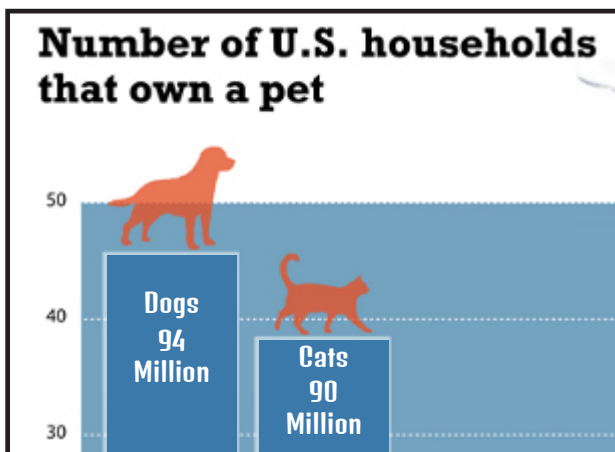 Number of U.S. households
that own a pet
50
40
30
Dogs
94
Million
Cats
90
Million